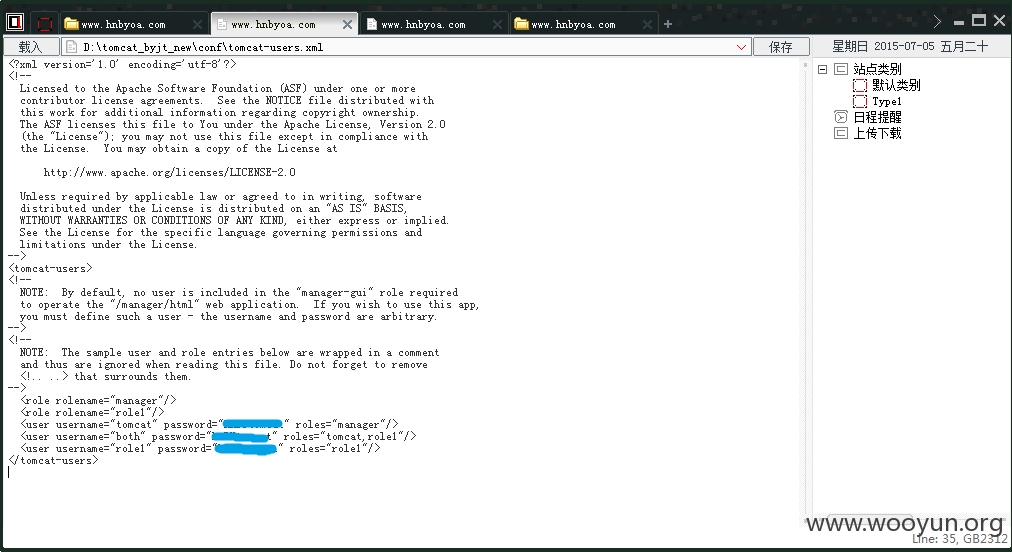 www.hnbyoa.com
www.hnbyoa.com
www.hnbyoa.com
www.hnbyoa.com
载入
D:\tomcat_byjt_new\conf\tomcat-users.xml
保存
星期日 2015-07-05 五月二十
<?xml version='1.0' encoding='utf-8'?>
<!--
Licensed to the Apache Software Foundation (ASF) under one or more
contributor license agreements.  See the NOTICE file distributed with
this work for additional information regarding copyright ownership.
The ASF licenses this file to You under the Apache License, Version 2.0
(the "License"); you may not use this file except in compliance with
the License.  You may obtain a copy of the License at
http://www.apache.org/licenses/LICENSE-2.0
Unless required by applicable law or agreed to in writing, software
distributed under the License is distributed on an "AS IS" BASIS,
WITHOUT WARRANTIES OR CONDITIONS OF ANY KIND, either express or implied.
See the License for the specific language governing permissions and
limitations under the License.
-->
<tomcat-users>
<!--
NOTE:  By default, no user is included in the "manager-gui" role required
to operate the "/manager/html" web application.  If you wish to use this app,
you must define such a user - the username and password are arbitrary.
-->
<!--
NOTE:  The sample user and role entries below are wrapped in a comment
and thus are ignored when reading this file. Do not forget to remove
<!.. ..> that surrounds them.
-->
<role rolename="manager"/>
<role rolename="role1"/>
<user username="tomcat" password="" roles="manager"/>
<user username="both" password="" roles="tomcat,role1"/>
<user username="role1" password="" roles="role1"/>
</tomcat-users>
站点类别
默认类别
Type1
日程提醒
上传下载
www.wooyun.org
Line: 35, GB2312